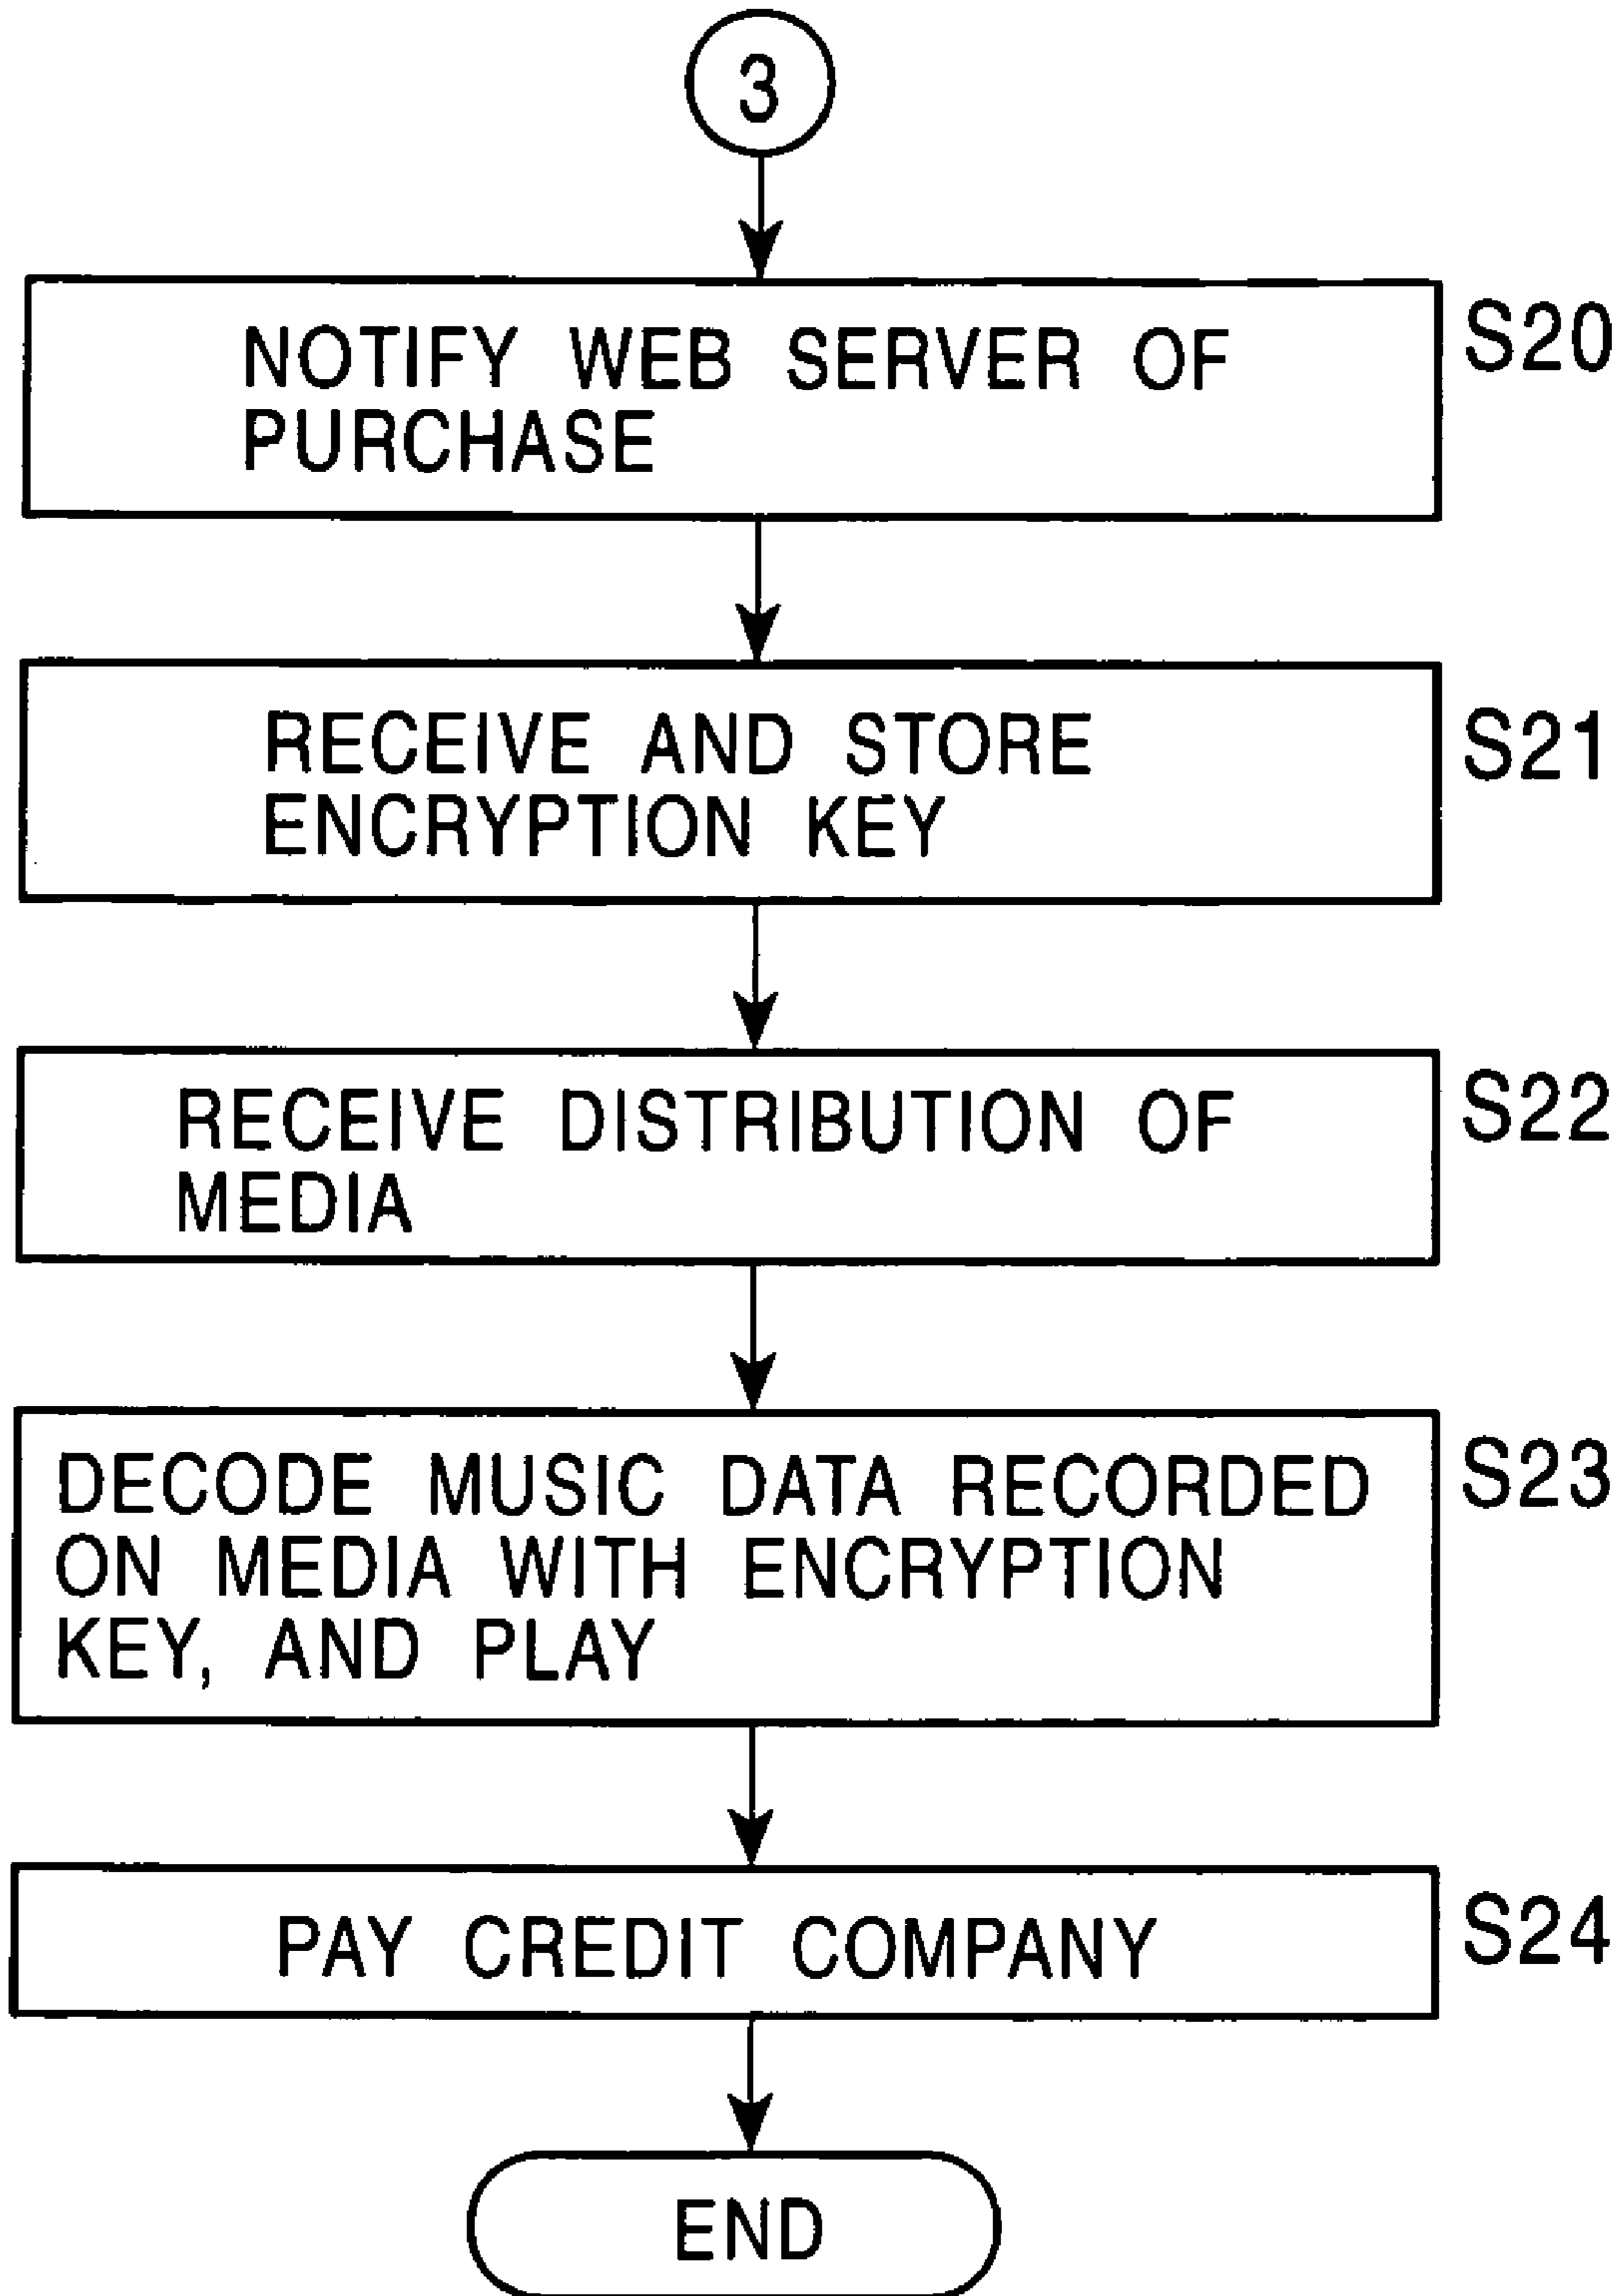 3
NOTIFY WEB SERVER OF
PURCHASE
S20
RECEIVE AND STORE
ENCRYPTION KEY
S21
RECEIVE DISTRIBUTION OF
MEDIA
S22
DECODE MUSIC DATA RECORDED
ON MEDIA WITH ENCRYPTION
KEY, AND PLAY
S23
PAY CREDIT COMPANY
S24
END